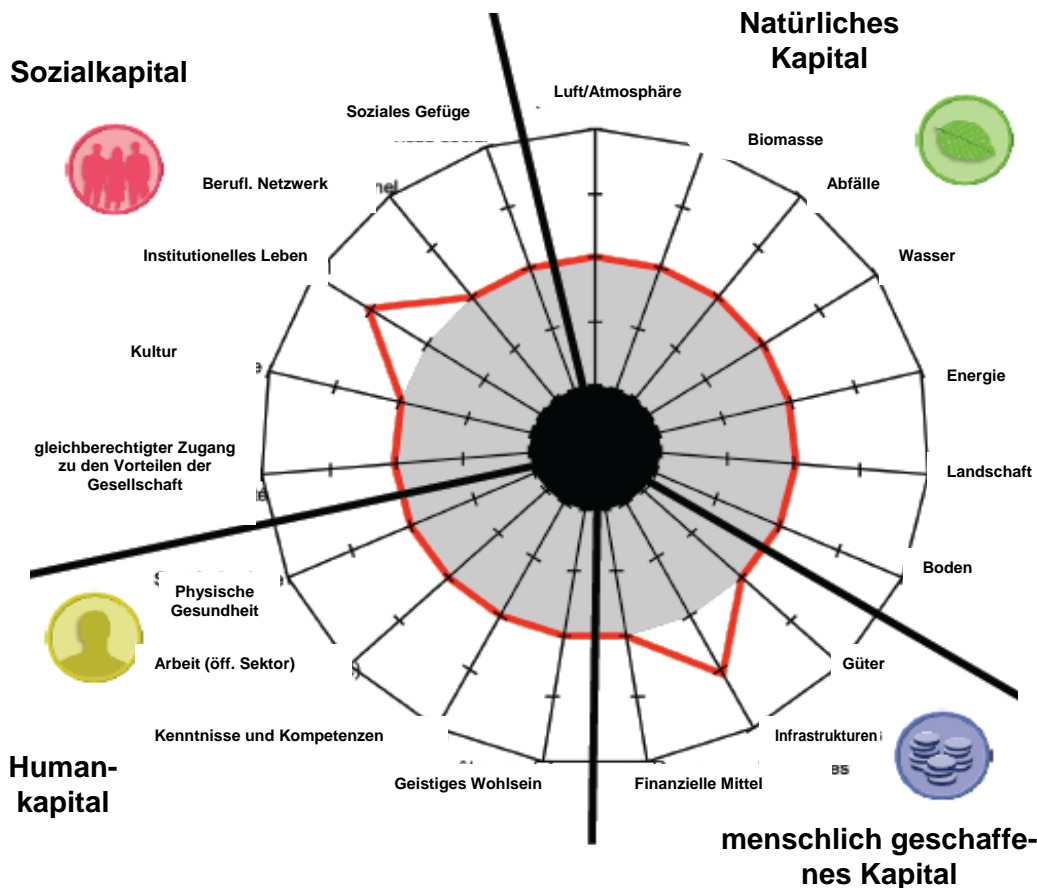 Natürliches
Kapital
Sozialkapital
Luft/Atmosphäre
Soziales Gefüge
Biomasse
Berufl. Netzwerk
Abfälle
Institutionelles Leben
Wasser
Kultur
Energie
gleichberechtigter Zugang
zu den Vorteilen der
Gesellschaft
Landschaft
Boden
Physische
Gesundheit
Arbeit (öff. Sektor)
Güter
Kenntnisse und Kompetenzen
Infrastrukturen
Human-
kapital
Geistiges Wohlsein
Finanzielle Mittel
menschlich geschaffe-
nes Kapital